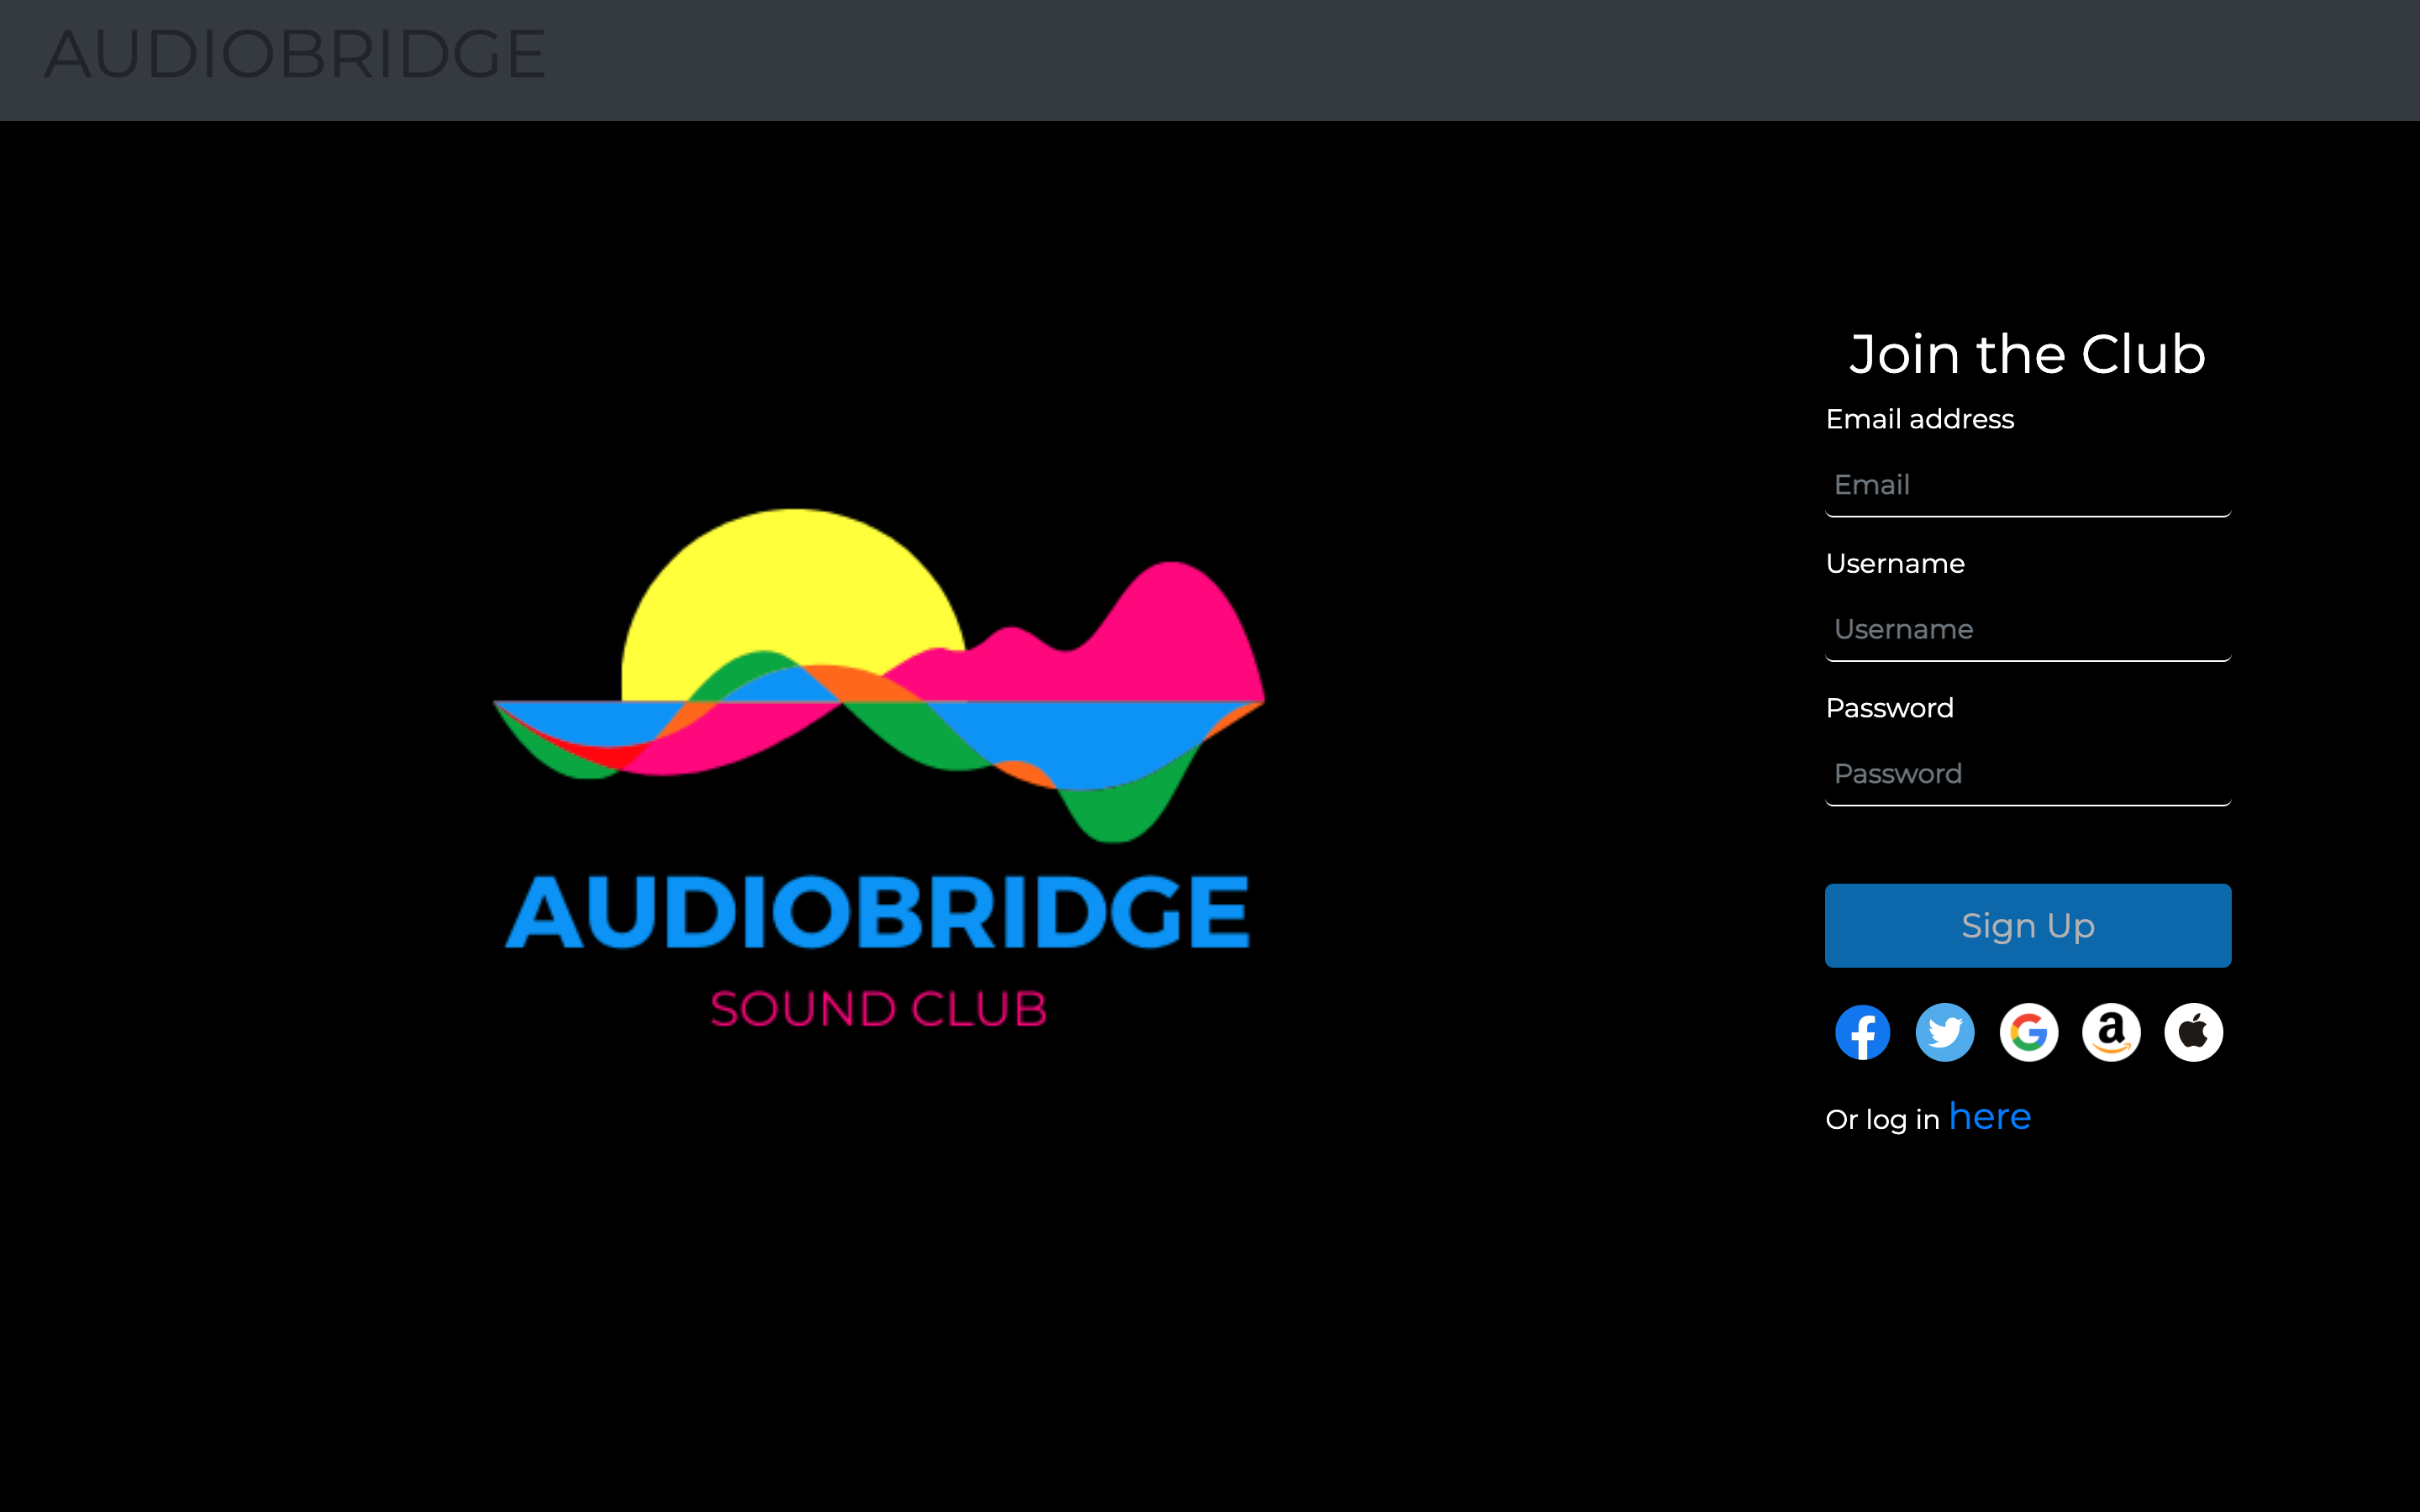 AUDIOBRIDGE
AUDIOBRIDGE
SOUND CLUB
Join the Club
Email address
Email
Username
Username
Password
Password
Sign Up
Or log in here